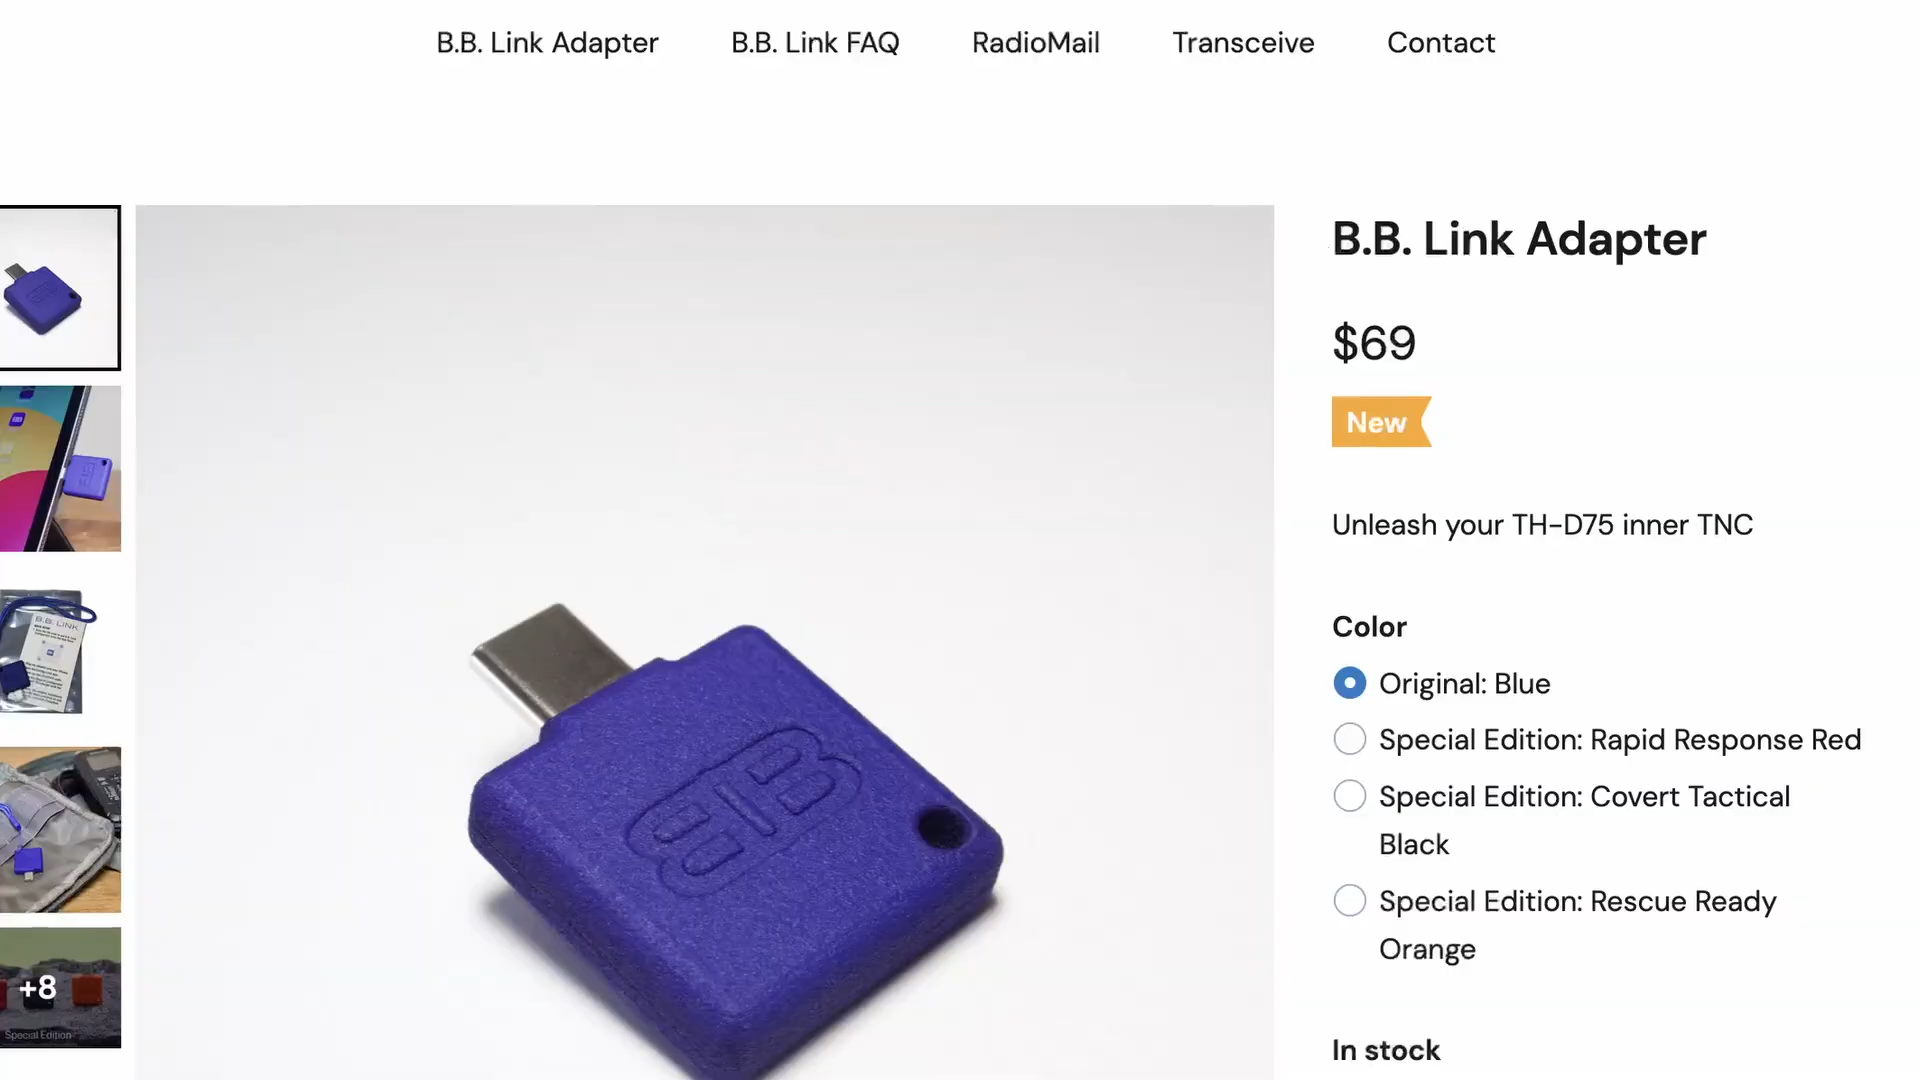 B.B. Link Adapter
B.B. Link FAQ
RadioMail
Transceive
Contact
B.B. Link Adapter
$69
New
Unleash your TH-D75 inner TNC
Color
Original: Blue
Special Edition: Rapid Response Red
Special Edition: Covert Tactical
Black
Special Edition: Rescue Ready
Orange
In stock
B.B. LINK
+8
Special Edition